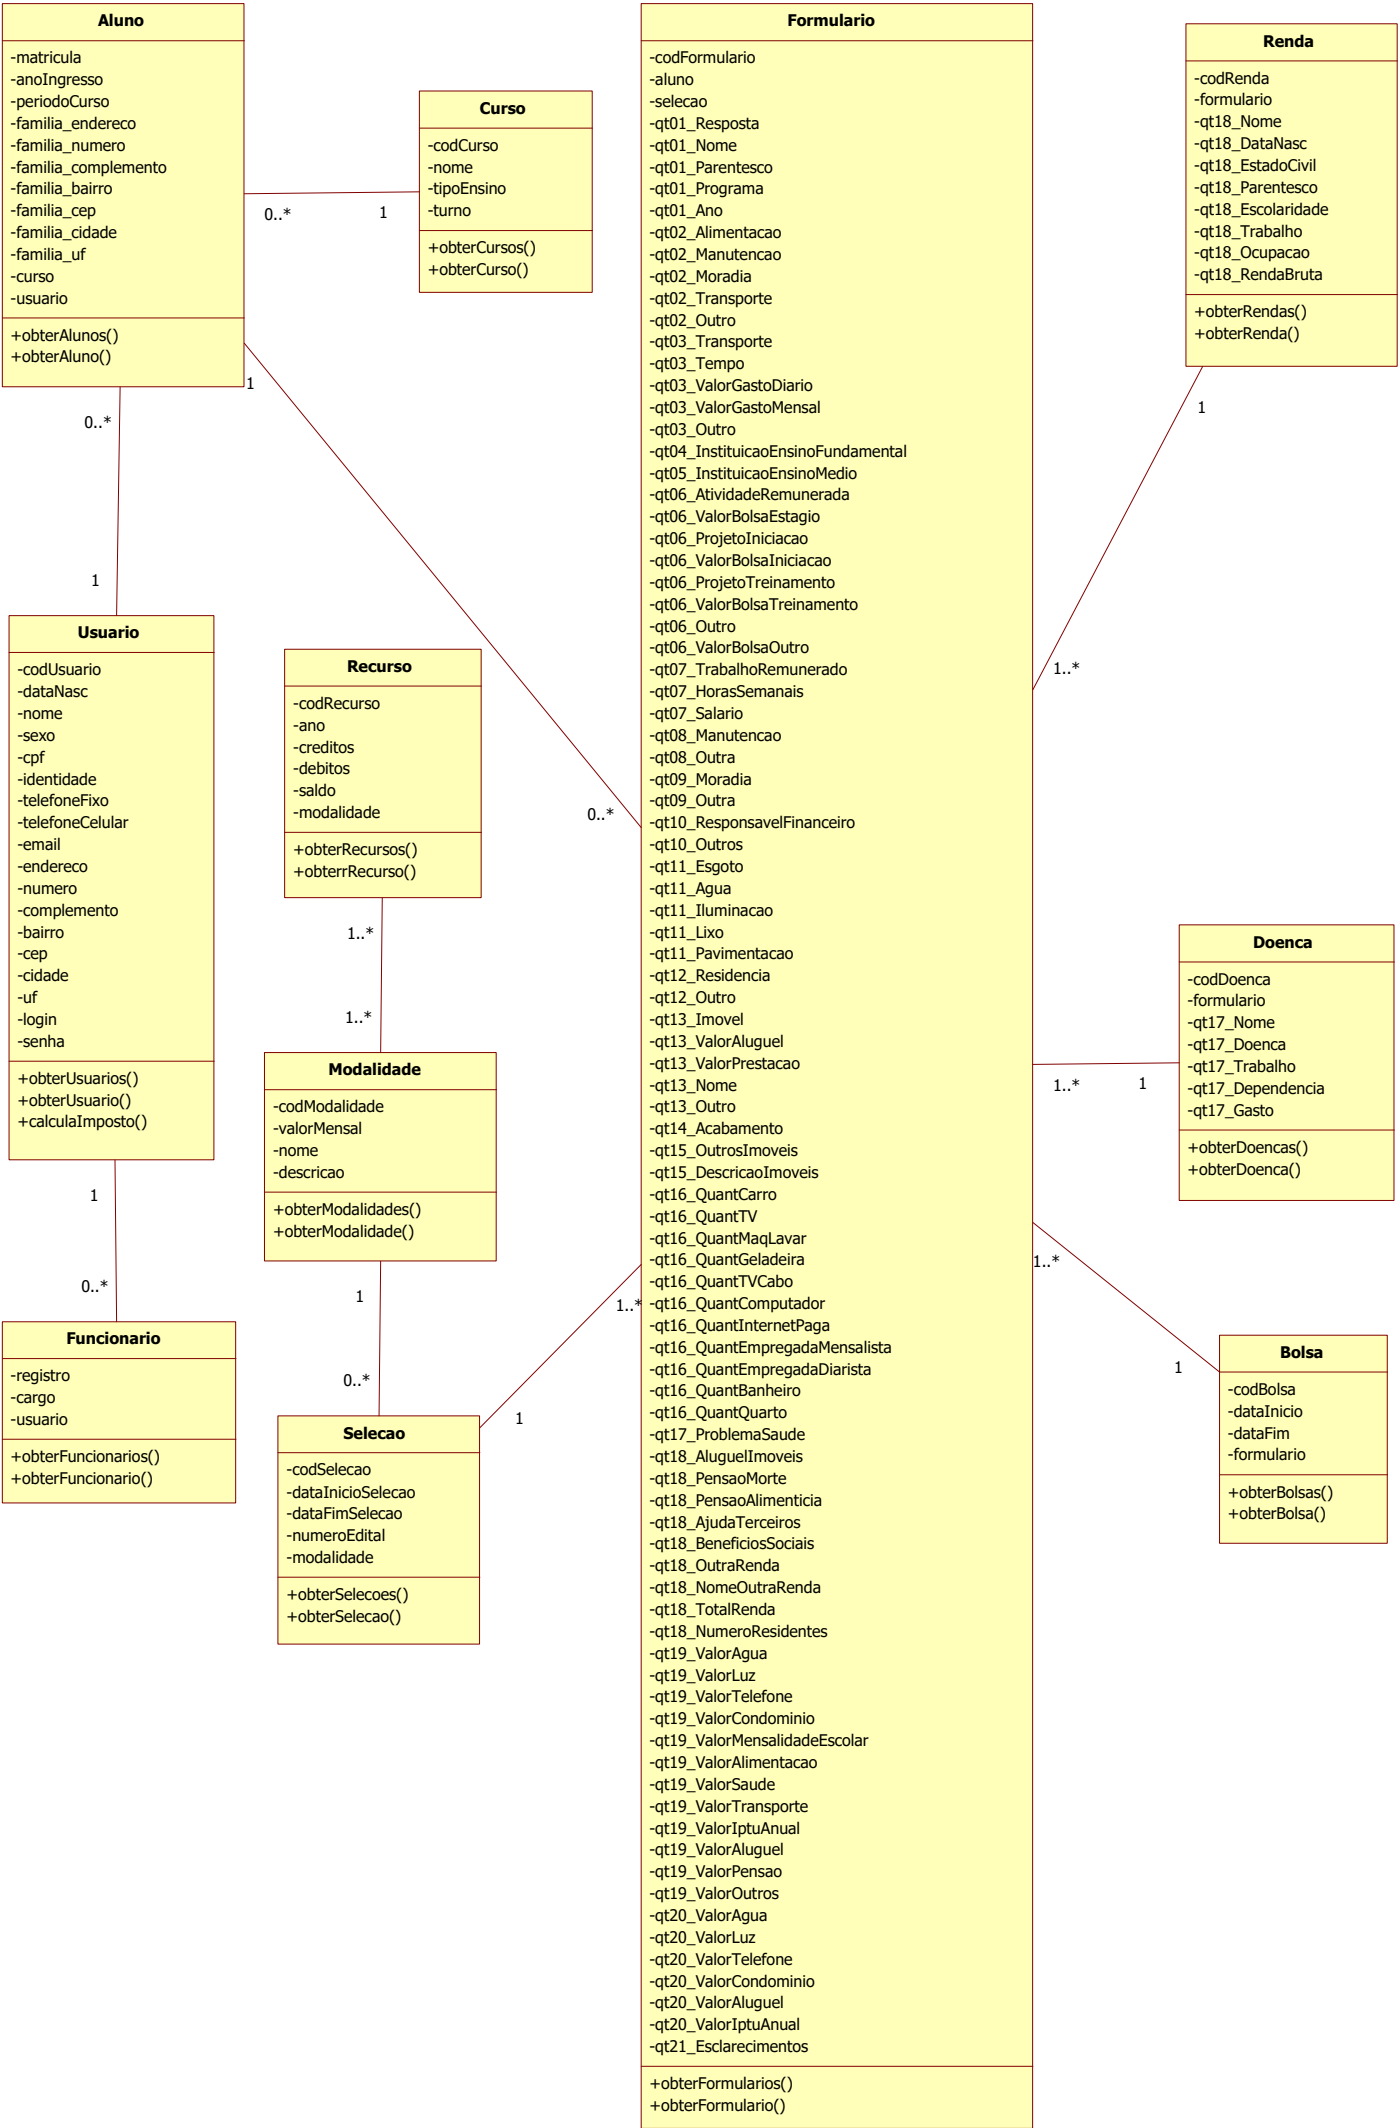 Aluno
-matricula
-anoIngresso
-periodoCurso
-familia_endereco
-familia_numero
-familia_complemento
-familia_bairro
-familia_cep
-familia_cidade
-familia_uf
-curso
-usuario
+obterAlunos()
+obterAluno()
0..*
1
Curso
-codCurso
-nome
-tipoEnsino
-turno
+obterCursos()
+obterCurso()
1
0..*
0..*
1
Usuario
-codUsuario
-dataNasc
-nome
-sexo
-cpf
-identidade
-telefoneFixo
-telefoneCelular
-email
-endereco
-numero
-complemento
-bairro
-cep
-cidade
-uf
-login
-senha
+obterUsuarios()
+obterUsuario()
+calculaImposto()
1
0..*
Funcionario
-registro
-cargo
-usuario
+obterFuncionarios()
+obterFuncionario()
Recurso
-codRecurso
-ano
-creditos
-debitos
-saldo
-modalidade
+obterRecursos()
+obterrRecurso()
1..*
1..*
Modalidade
-codModalidade
-valorMensal
-nome
-descricao
+obterModalidades()
+obterModalidade()
1
0..*
Selecao
-codSelecao
-dataInicioSelecao
-dataFimSelecao
-numeroEdital
-modalidade
+obterSelecoes()
+obterSelecao()
1
1..*
Formulario
-codFormulario
-aluno
-selecao
-qt01_Resposta
-qt01_Nome
-qt01_Parentesco
-qt01_Programa
-qt01_Ano
-qt02_Alimentacao
-qt02_Manutencao
-qt02_Moradia
-qt02_Transporte
-qt02_Outro
-qt03_Transporte
-qt03_Tempo
-qt03_ValorGastoDiario
-qt03_ValorGastoMensal
-qt03_Outro
-qt04_InstituicaoEnsinoFundamental
-qt05_InstituicaoEnsinoMedio
-qt06_AtividadeRemunerada
-qt06_ValorBolsaEstagio
-qt06_ProjetoIniciacao
-qt06_ValorBolsaIniciacao
-qt06_ProjetoTreinamento
-qt06_ValorBolsaTreinamento
-qt06_Outro
-qt06_ValorBolsaOutro
-qt07_TrabalhoRemunerado
-qt07_HorasSemanais
-qt07_Salario
-qt08_Manutencao
-qt08_Outra
-qt09_Moradia
-qt09_Outra
-qt10_ResponsavelFinanceiro
-qt10_Outros
-qt11_Esgoto
-qt11_Agua
-qt11_Iluminacao
-qt11_Lixo
-qt11_Pavimentacao
-qt12_Residencia
-qt12_Outro
-qt13_Imovel
-qt13_ValorAluguel
-qt13_ValorPrestacao
-qt13_Nome
-qt13_Outro
-qt14_Acabamento
-qt15_OutrosImoveis
-qt15_DescricaoImoveis
-qt16_QuantCarro
-qt16_QuantTV
-qt16_QuantMaqLavar
-qt16_QuantGeladeira
-qt16_QuantTVCabo
-qt16_QuantComputador
-qt16_QuantInternetPaga
-qt16_QuantEmpregadaMensalista
-qt16_QuantEmpregadaDiarista
-qt16_QuantBanheiro
-qt16_QuantQuarto
-qt17_ProblemaSaude
-qt18_AluguelImoveis
-qt18_PensaoMorte
-qt18_PensaoAlimenticia
-qt18_AjudaTerceiros
-qt18_BeneficiosSociais
-qt18_OutraRenda
-qt18_NomeOutraRenda
-qt18_TotalRenda
-qt18_NumeroResidentes
-qt19_ValorAgua
-qt19_ValorLuz
-qt19_ValorTelefone
-qt19_ValorCondominio
-qt19_ValorMensalidadeEscolar
-qt19_ValorAlimentacao
-qt19_ValorSaude
-qt19_ValorTransporte
-qt19_ValorIptuAnual
-qt19_ValorAluguel
-qt19_ValorPensao
-qt19_ValorOutros
-qt20_ValorAgua
-qt20_ValorLuz
-qt20_ValorTelefone
-qt20_ValorCondominio
-qt20_ValorAluguel
-qt20_ValorIptuAnual
-qt21_Esclarecimentos
+obterFormularios()
+obterFormulario()
Renda
-codRenda
-formulario
-qt18_Nome
-qt18_DataNasc
-qt18_EstadoCivil
-qt18_Parentesco
-qt18_Escolaridade
-qt18_Trabalho
-qt18_Ocupacao
-qt18_RendaBruta
+obterRendas()
+obterRenda()
1
1..*
Doenca
-codDoenca
-formulario
-qt17_Nome
-qt17_Doenca
-qt17_Trabalho
-qt17_Dependencia
-qt17_Gasto
+obterDoencas()
+obterDoenca()
1..*
1
1..*
1
Bolsa
-codBolsa
-dataInicio
-dataFim
-formulario
+obterBolsas()
+obterBolsa()